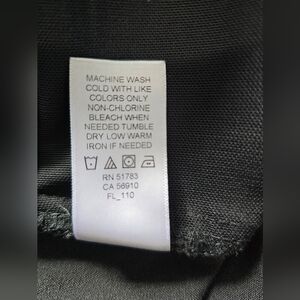 MACHINE WASH
COLD WITH LIKE
COLORS ONLY
NON-CHLORINE
BLEACH WHEN
NEEDED TUMBLE
DRY LOW WARM
IRON IF NEEDED
RN 51783
CA 56910
FL_110